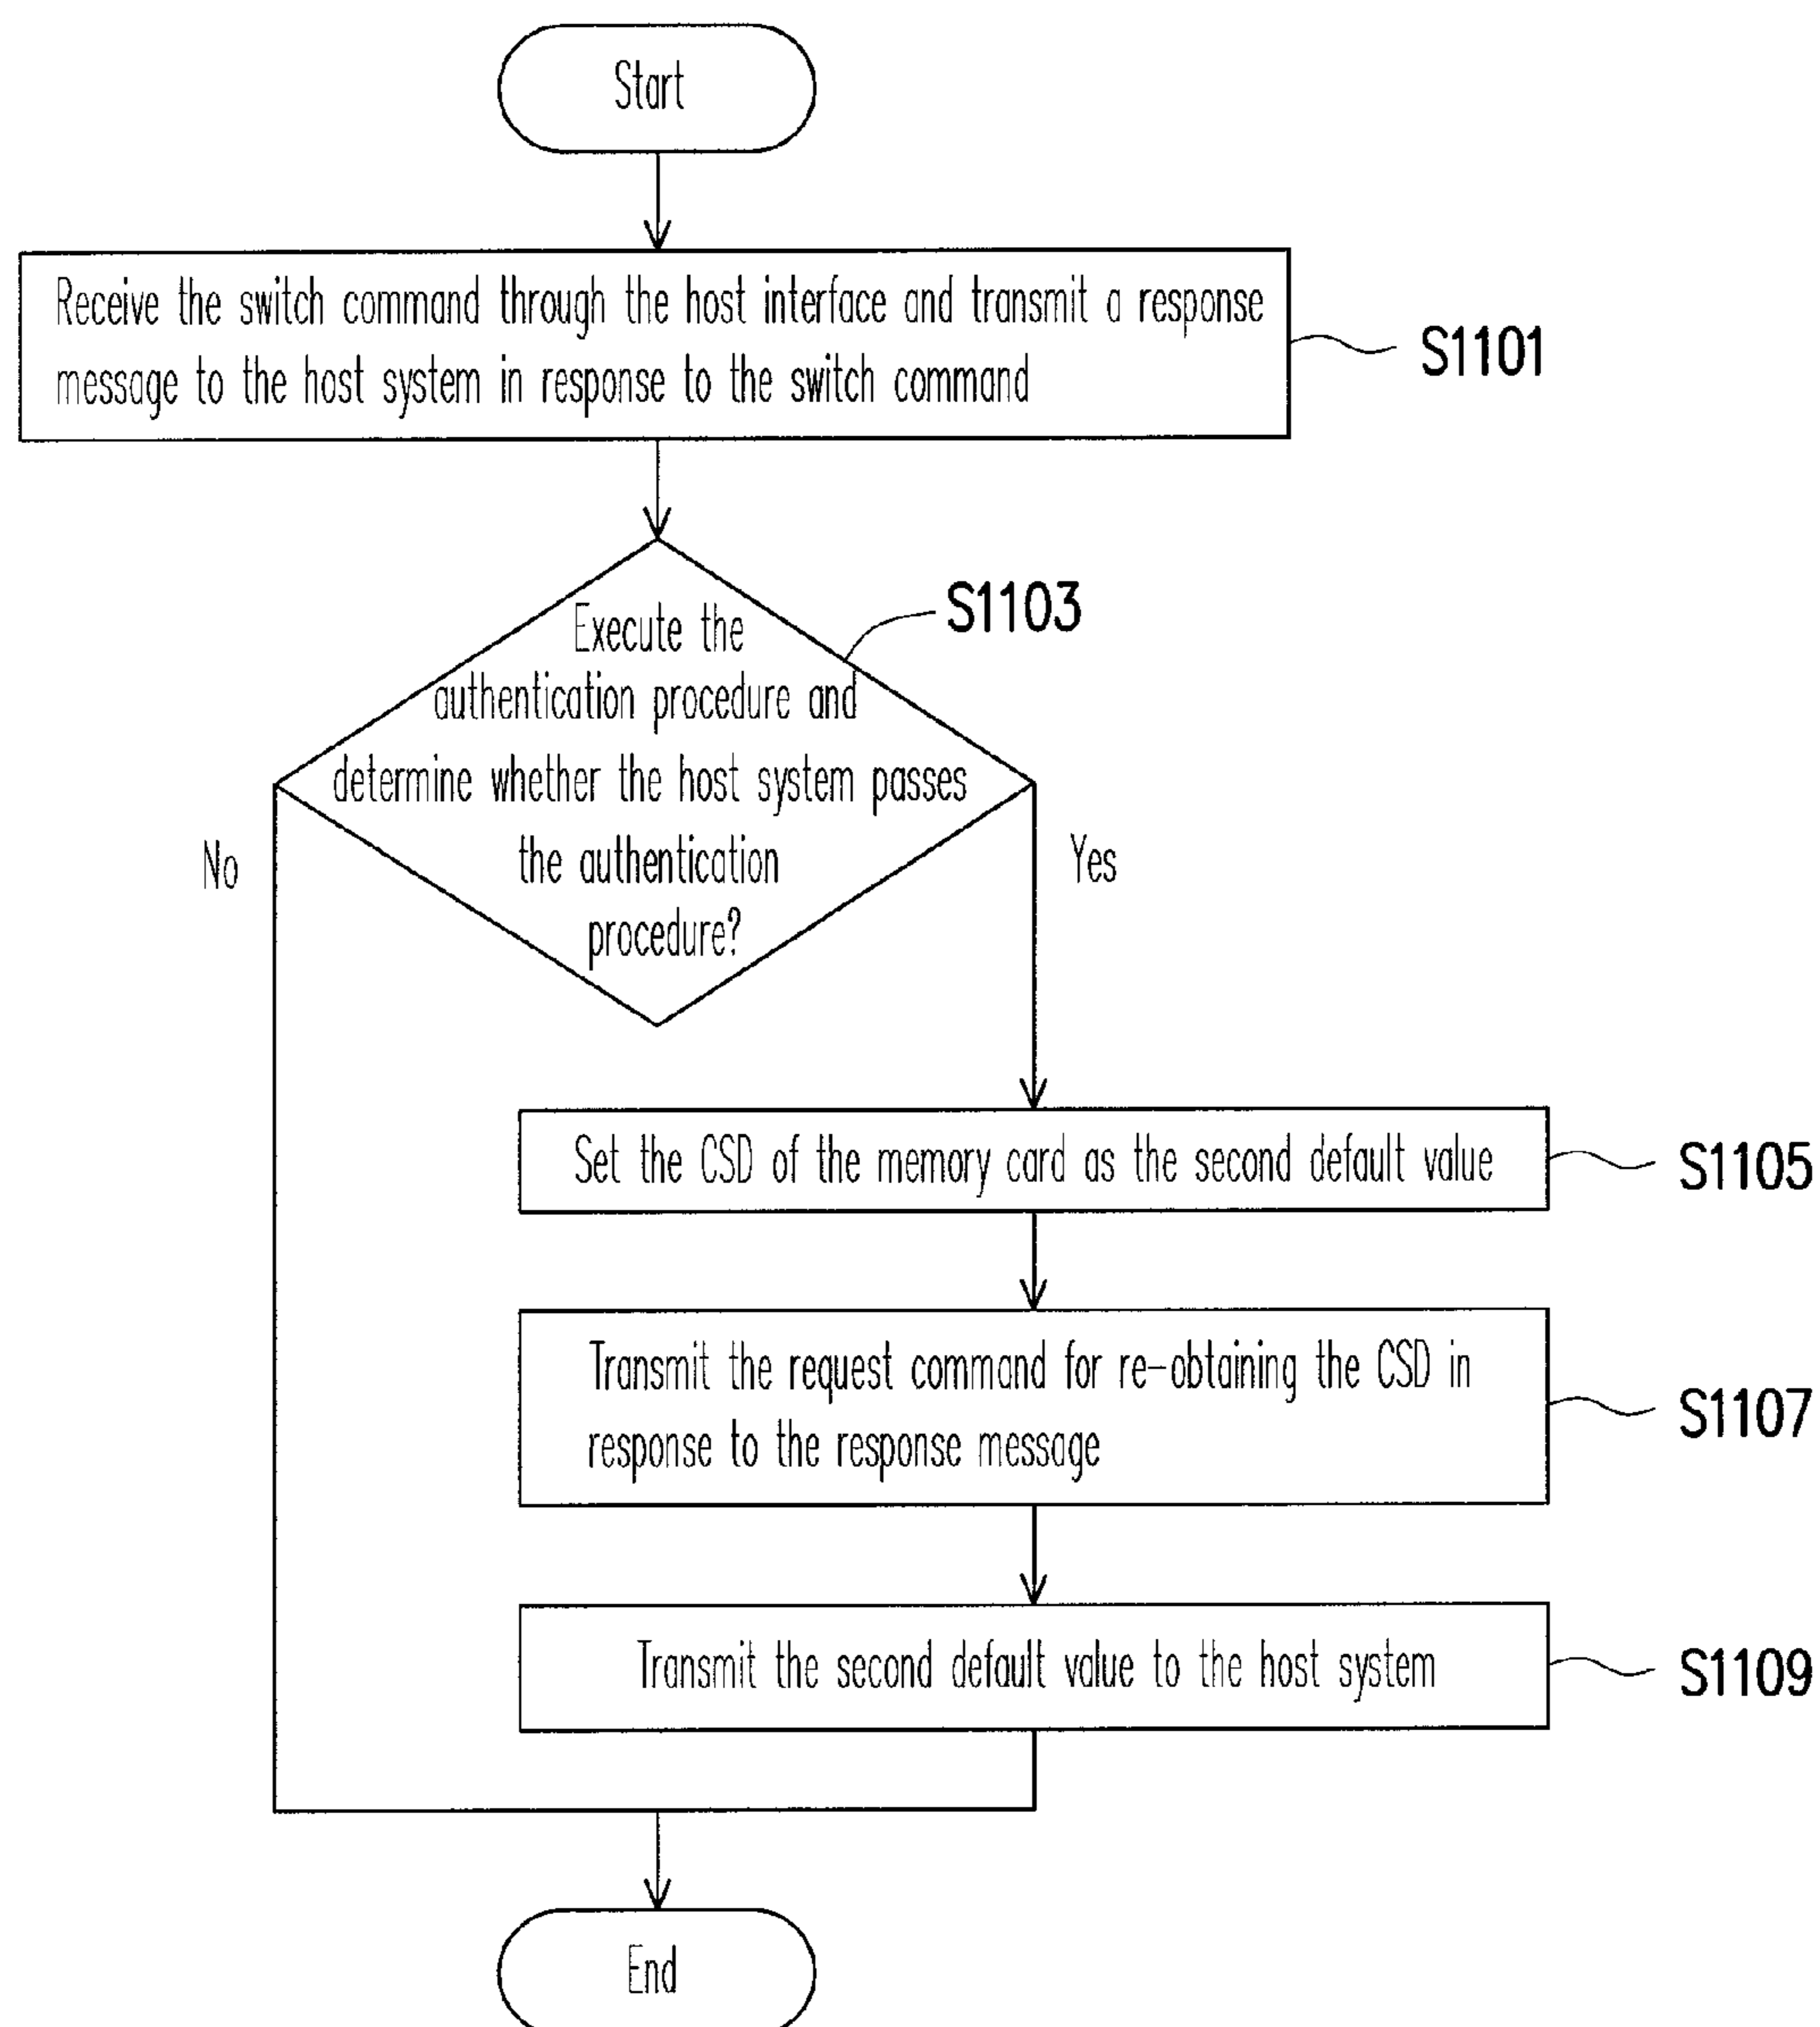 Start
Receive the switch command through the host interface and transmit a response
message to the host system in response to the switch command
S1101
Execute the
authentication procedure and
determine whether the host system passes
the authentication
procedure?
S1103
No
Yes
Set the CSD of the memory card as the second default value
S1105
Transmit the request command for re-obtaining the CSD in
response to the response message
S1107
Transmit the second default value to the host system
S1109
End